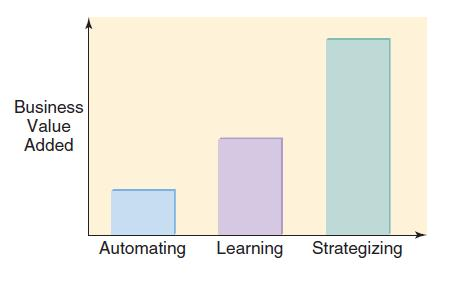 Business
Value
Added
Automating Learning Strategizing